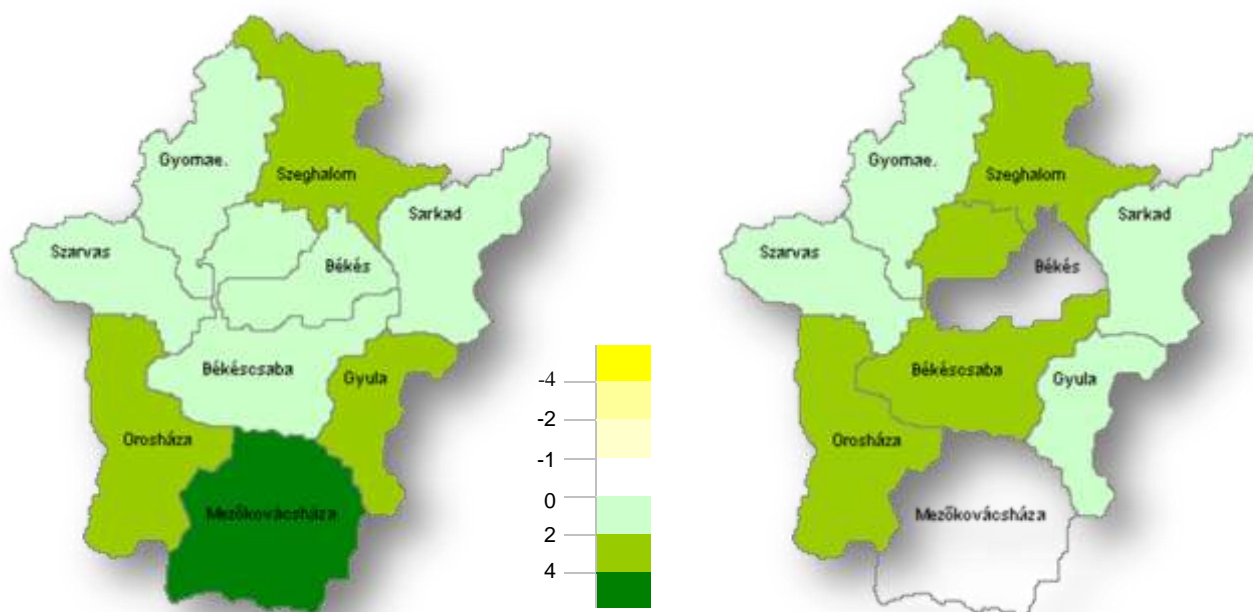 Gyomae.
Szeghalom
Sarkad
Szarvas
Békés
Békéscsaba
Gyula
Orosháza
Mezőkovácsháza
-4
-2
-1
0
2
4
Gyomae.
Szeghalom
Sarkad
Szarvas
Békés
Békéscsaba
Gyula
Orosháza
Mezőkovácsháza